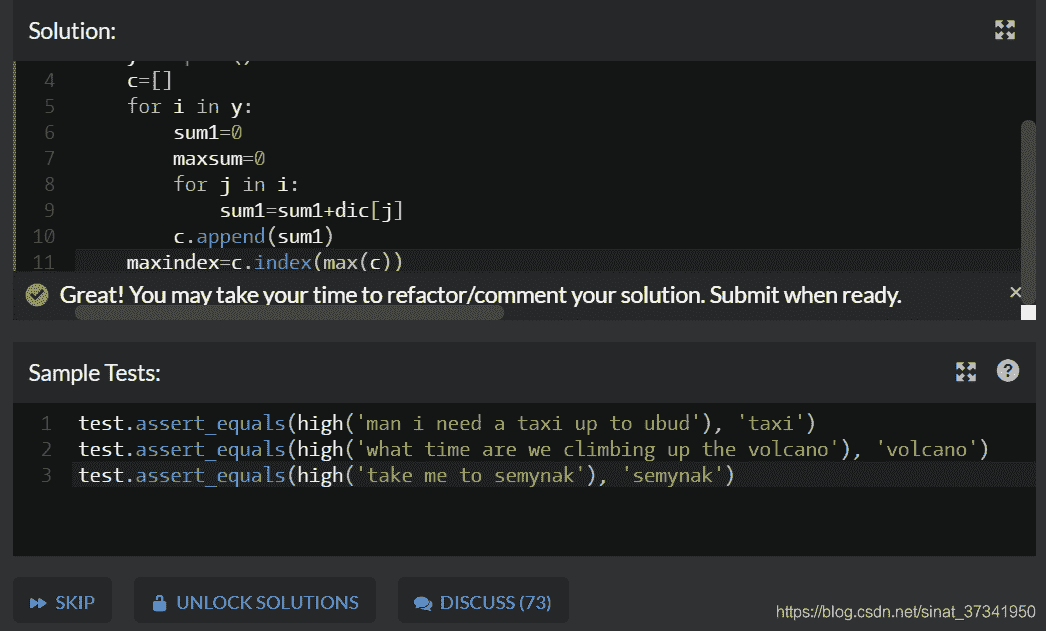 Solution:
4 c=[]
5 for i in y:
6 sum1=0
7 maxsum=0
8 for j in i:
9 sum1=sum1+dic[j]
10 c.append(sum1)
11 maxindex=c.index(max(c))
Great! You may take your time to refactor/comment your solution. Submit when ready. ×
Sample Tests: ?
1 test.assert_equals(high('man i need a taxi up to ubud'), 'taxi')
2 test.assert_equals(high('what time are we climbing up the volcano'), 'volcano')
3 test.assert_equals(high('take me to semynak'), 'semynak')
SKIP UNLOCK SOLUTIONS DISCUSS (73)
https://blog.csdn.net/sinat_37341950